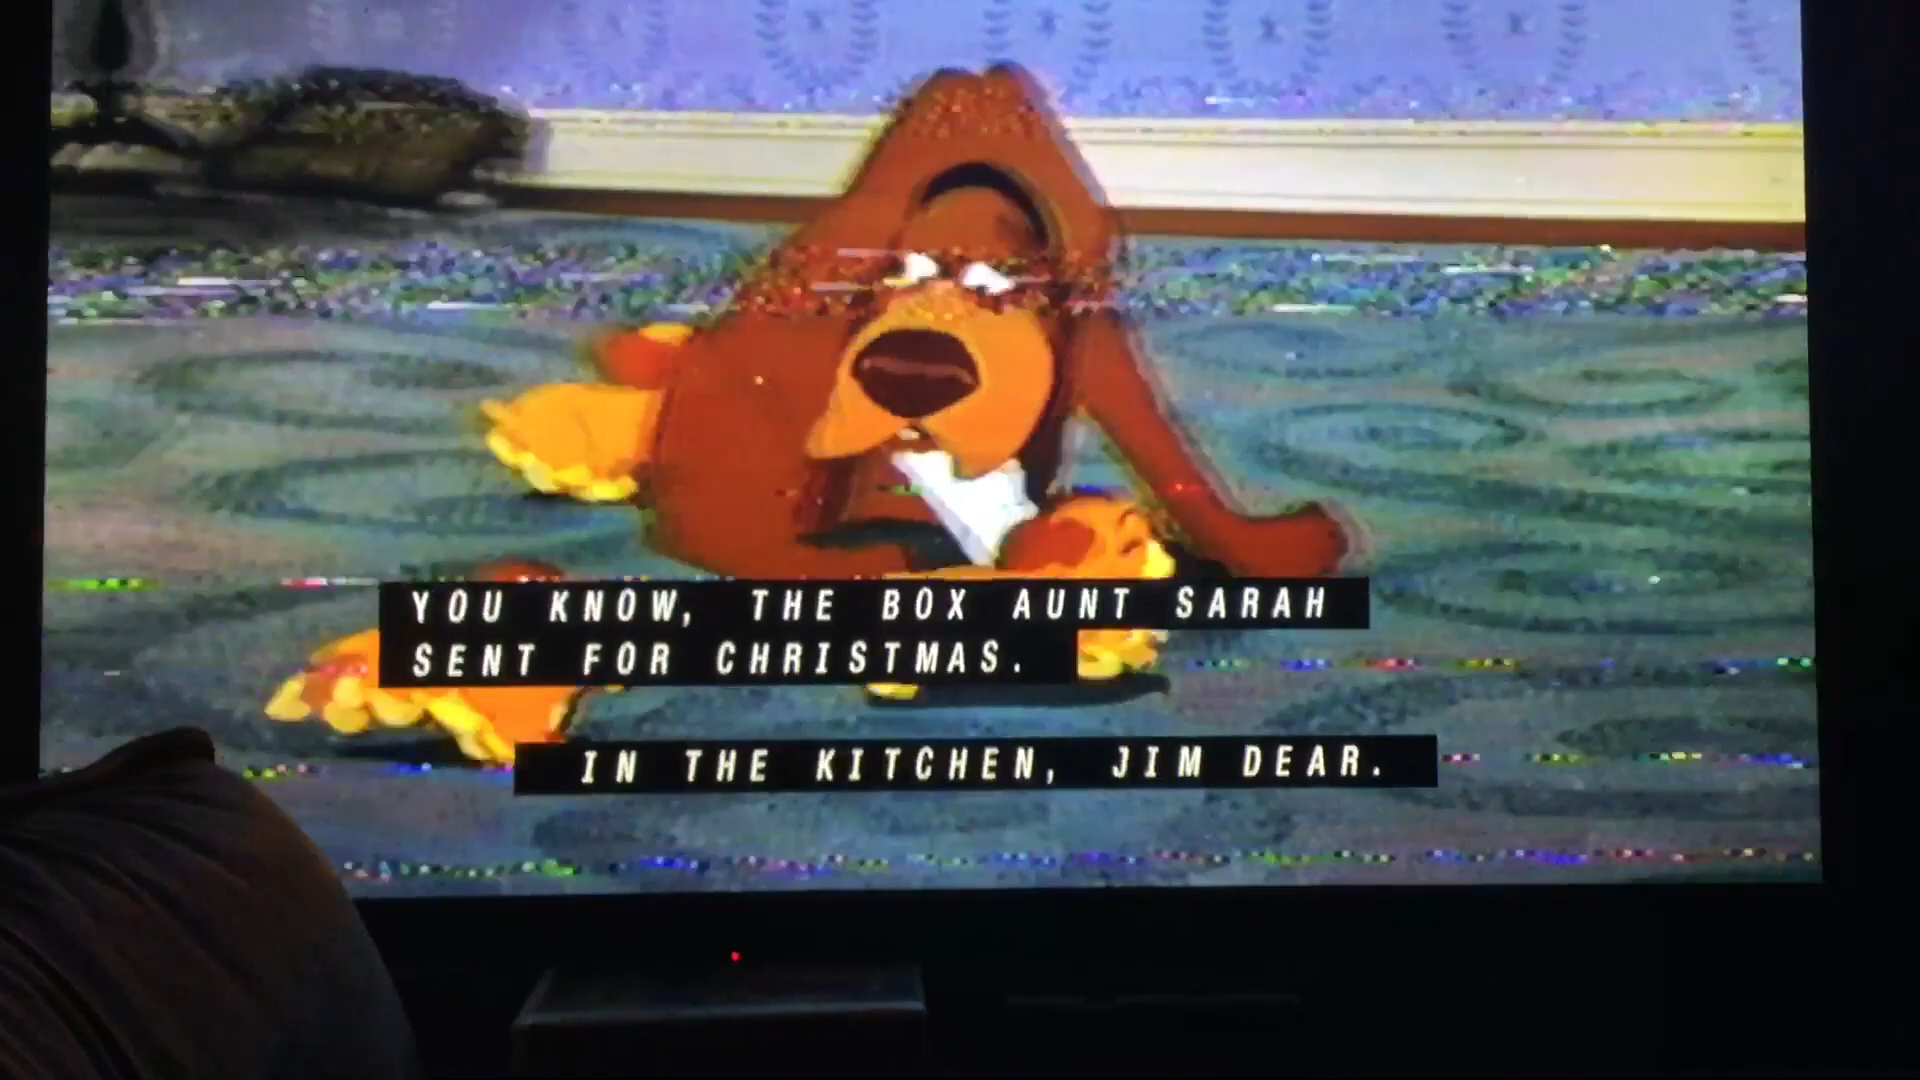 YOU KNOW, THE BOX AUNT SARAH
SENT FOR CHRISTMAS.
IN THE KITCHEN, JIM DEAR.